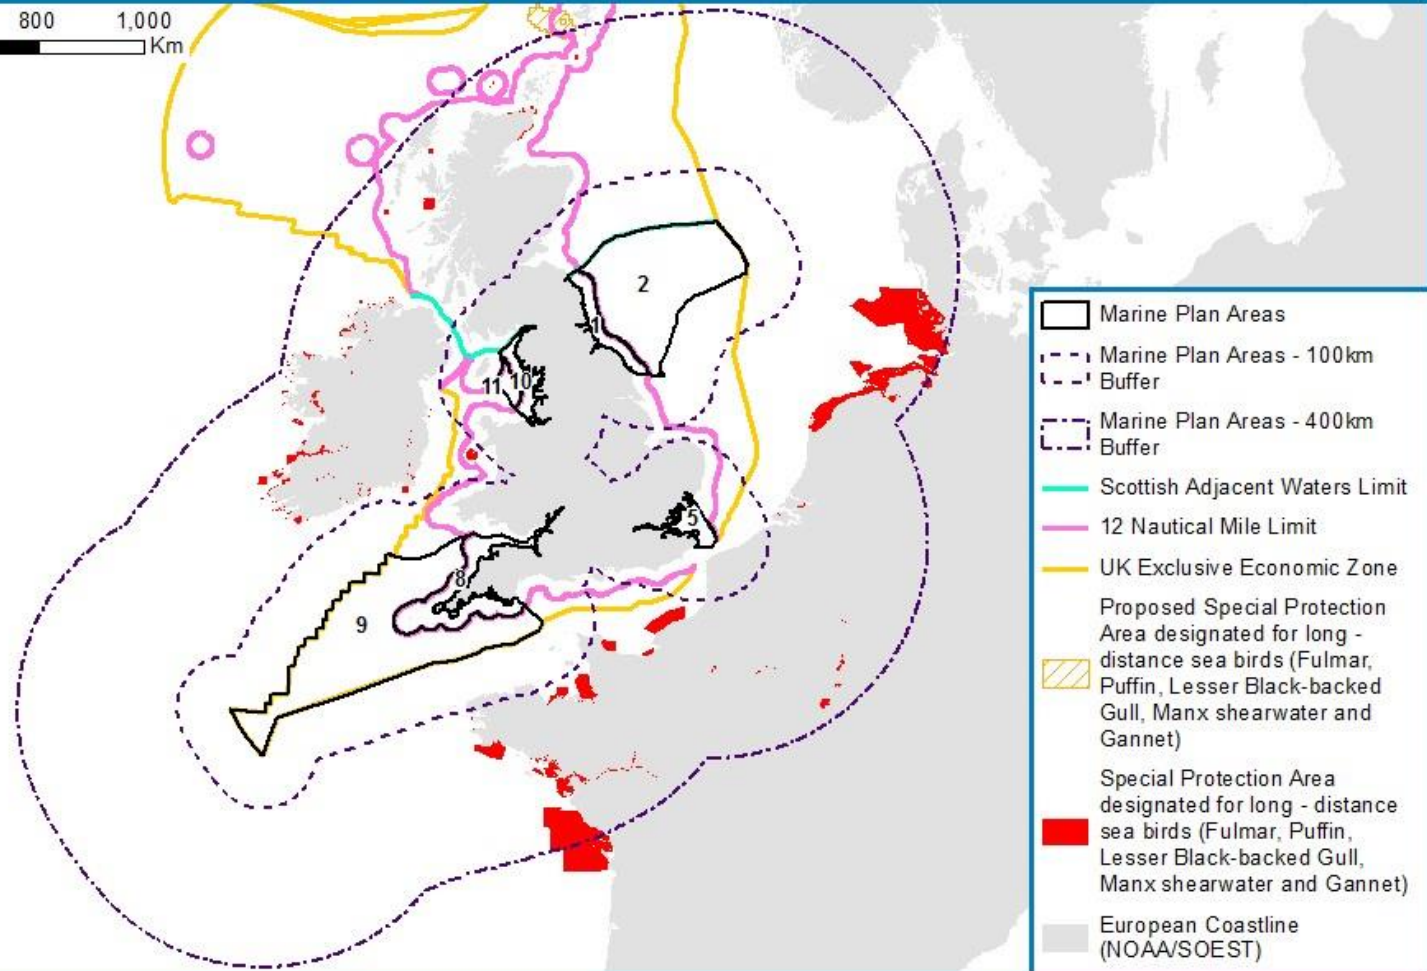 800 1,000
Km
2
1
11 10
5
8
9
Marine Plan Areas
Marine Plan Areas - 100km
Buffer
Marine Plan Areas - 400km
Buffer
Scottish Adjacent Waters Limit
12 Nautical Mile Limit
UK Exclusive Economic Zone
Proposed Special Protection
Area designated for long -
distance sea birds (Fulmar,
Puffin, Lesser Black-backed
Gull, Manx shearwater and
Gannet)
Special Protection Area
designated for long - distance
sea birds (Fulmar, Puffin,
Lesser Black-backed Gull,
Manx shearwater and Gannet)
European Coastline
(NOAA/SOEST)